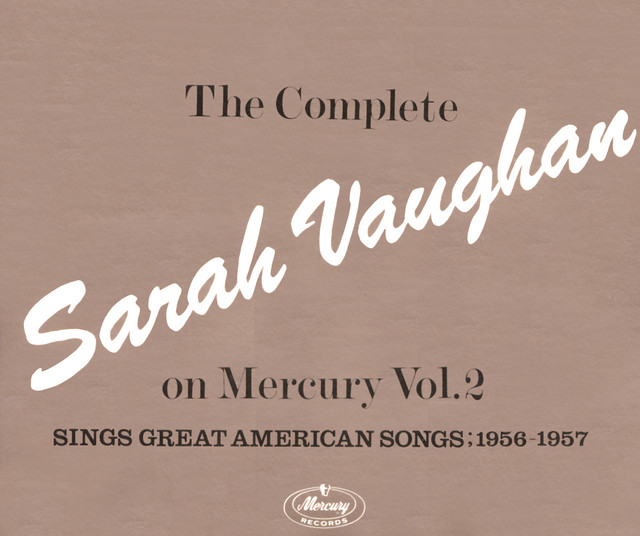 The Complete
Sarah Vaughan
on Mercury Vol.2
SINGS GREAT AMERICAN SONGS; 1956-1957
Mercury
RECORDS